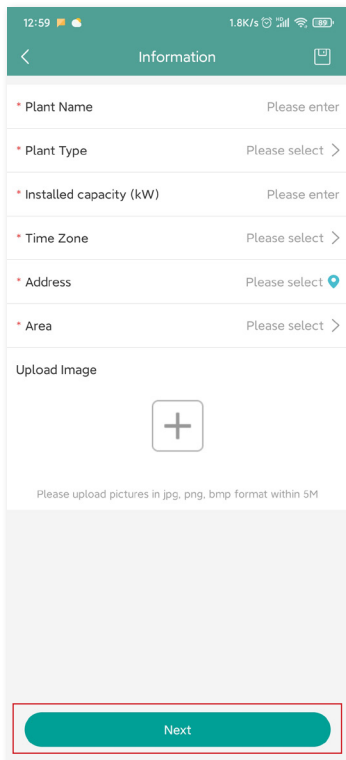 12:59 1.8K/s 89
Information
* Plant Name Please enter
* Plant Type Please select
* Installed capacity (kW) Please enter
* Time Zone Please select
* Address Please select
* Area Please select
Upload Image
Please upload pictures in jpg, png, bmp format within 5M
Next